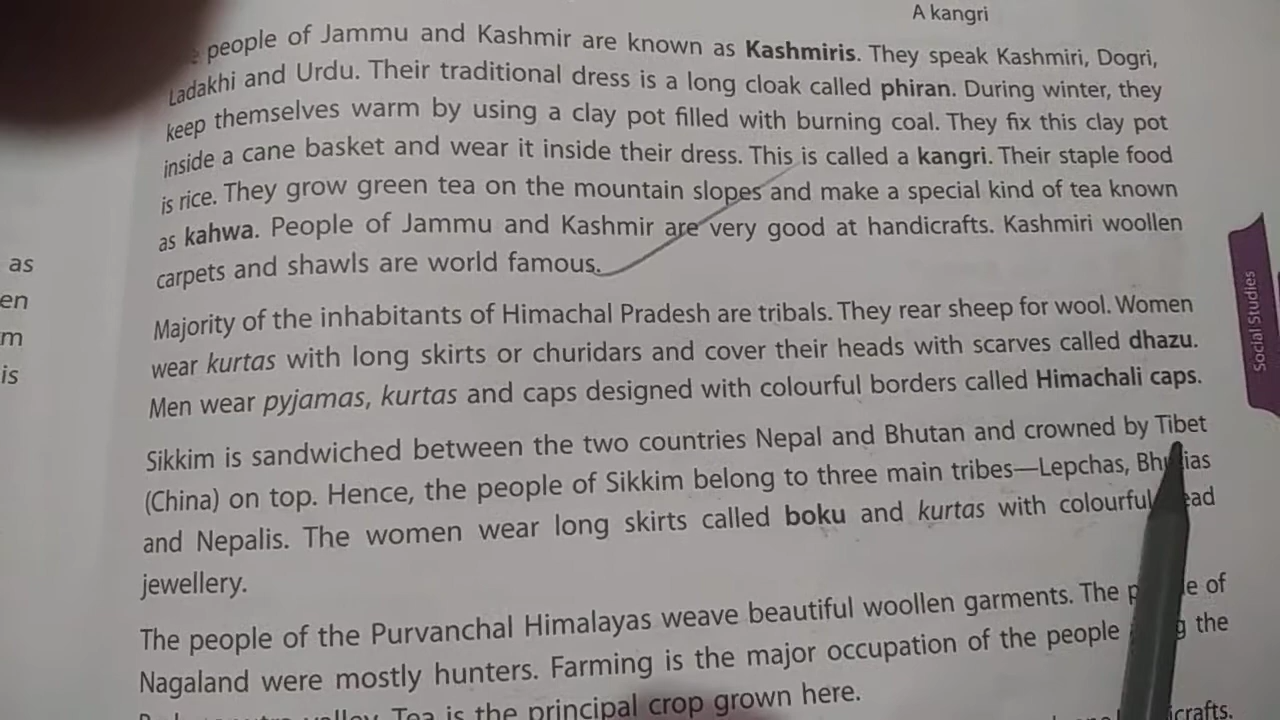 A kangri
people of Jammu and Kashmir are known as Kashmiris. They speak Kashmiri, Dogri,
Ladakhi and Urdu. Their traditional dress is a long cloak called phiran. During winter, they
keep themselves warm by using a clay pot filled with burning coal. They fix this clay pot
inside a cane basket and wear it inside their dress. This is called a kangri. Their staple food
is rice. They grow green tea on the mountain slopes and make a special kind of tea known
as kahwa. People of Jammu and Kashmir are very good at handicrafts. Kashmiri woollen
carpets and shawls are world famous.
Majority of the inhabitants of Himachal Pradesh are tribals. They rear sheep for wool. Women
wear kurtas with long skirts or churidars and cover their heads with scarves called dhazu.
Men wear pyjamas, kurtas and caps designed with colourful borders called Himachali caps.
Sikkim is sandwiched between the two countries Nepal and Bhutan and crowned by Tibet
(China) on top. Hence, the people of Sikkim belong to three main tribes—Lepchas,
and Nepalis. The women wear long skirts called boku and kurtas with colourful
jewellery.
The people of the Purvanchal Himalayas weave beautiful woollen garments. The of
Nagaland were mostly hunters. Farming is the major occupation of the people the
valley. Tea is the principal crop grown here.
as
en
m
is
Social Studies